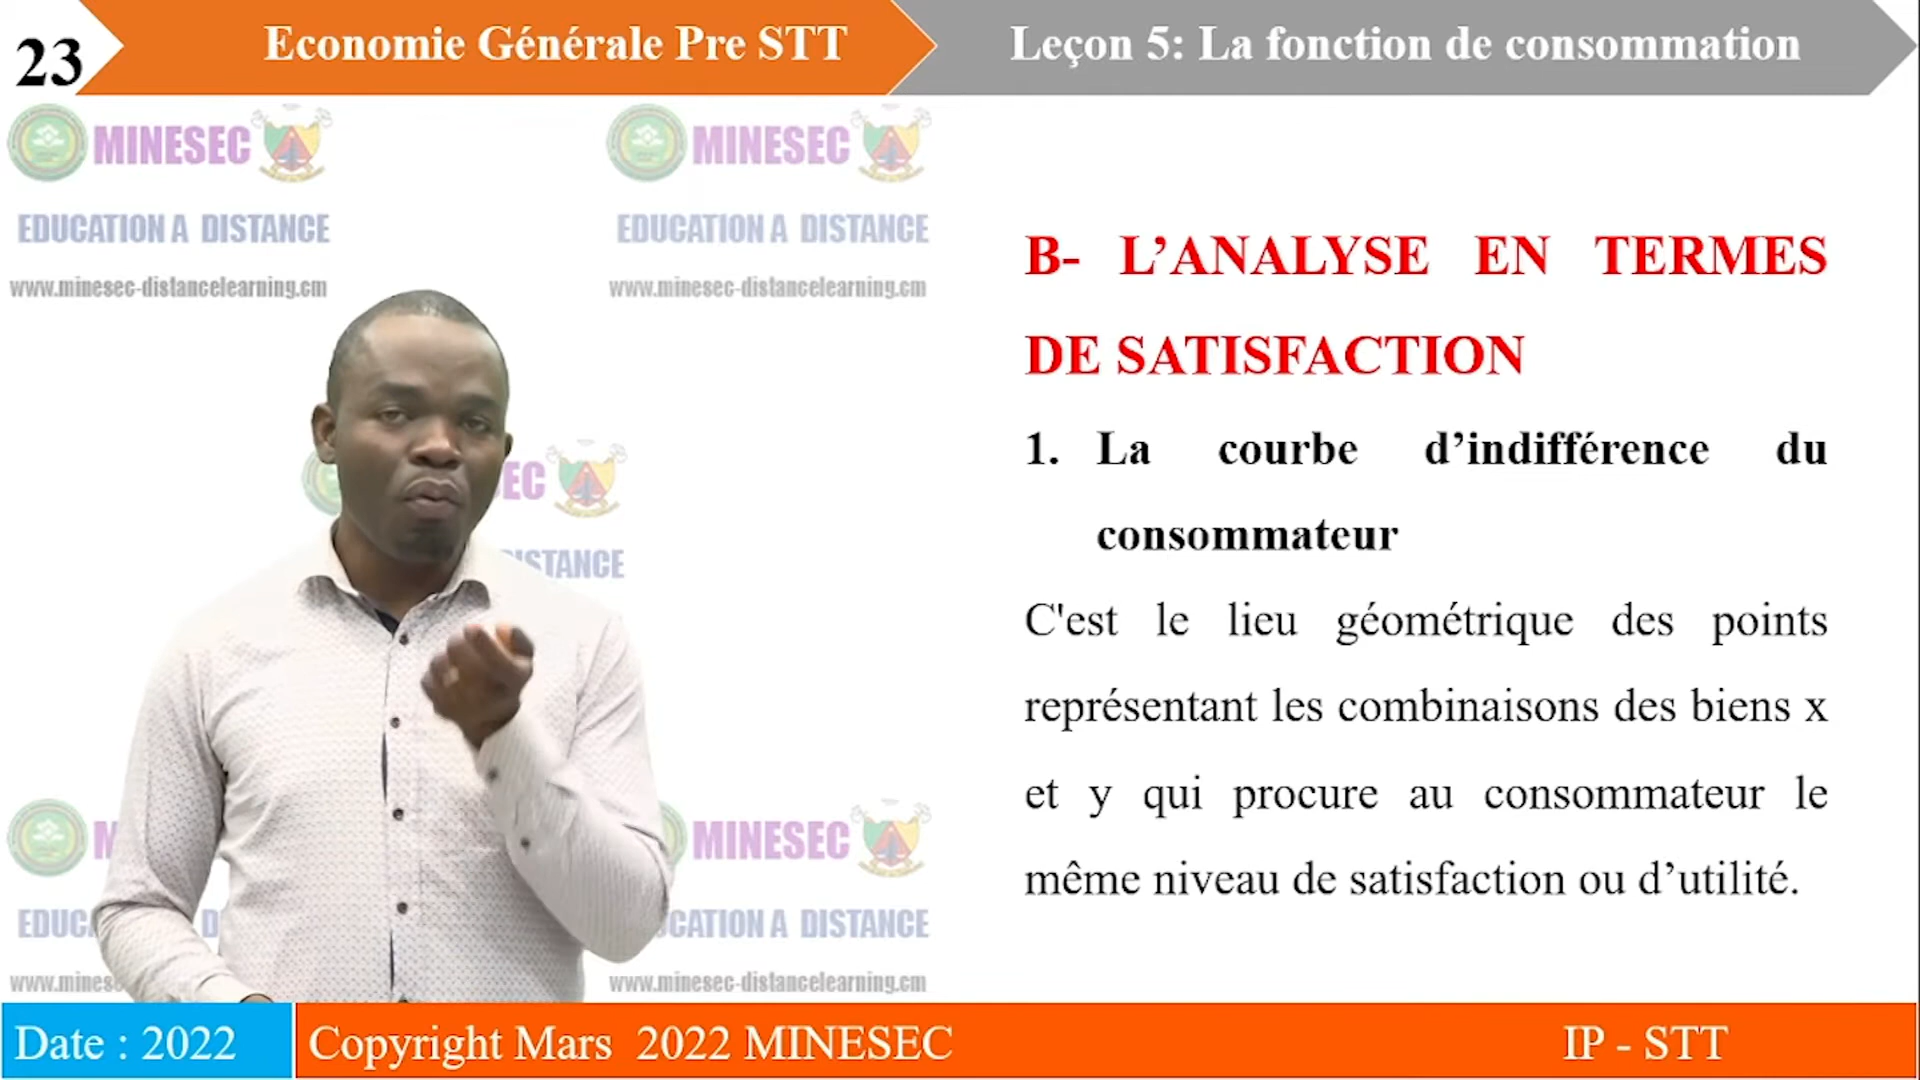 23
Economie Générale Pre STT
Leçon 5: La fonction de consommation
MINESEC
MINESEC
EDUCATION A DISTANCE
EDUCATION A DISTANCE
www.minesec-distancelearning.cm
www.minesec-distancelearning.cm
B- L’ANALYSE EN TERMES
DE SATISFACTION
1. La courbe d’indifférence du
consommateur
C'est le lieu géométrique des points
représentant les combinaisons des biens x
et y qui procure au consommateur le
même niveau de satisfaction ou d’utilité.
MINESEC
www.minesec-distancelearning.cm
Date : 2022
Copyright Mars 2022 MINESEC
IP - STT